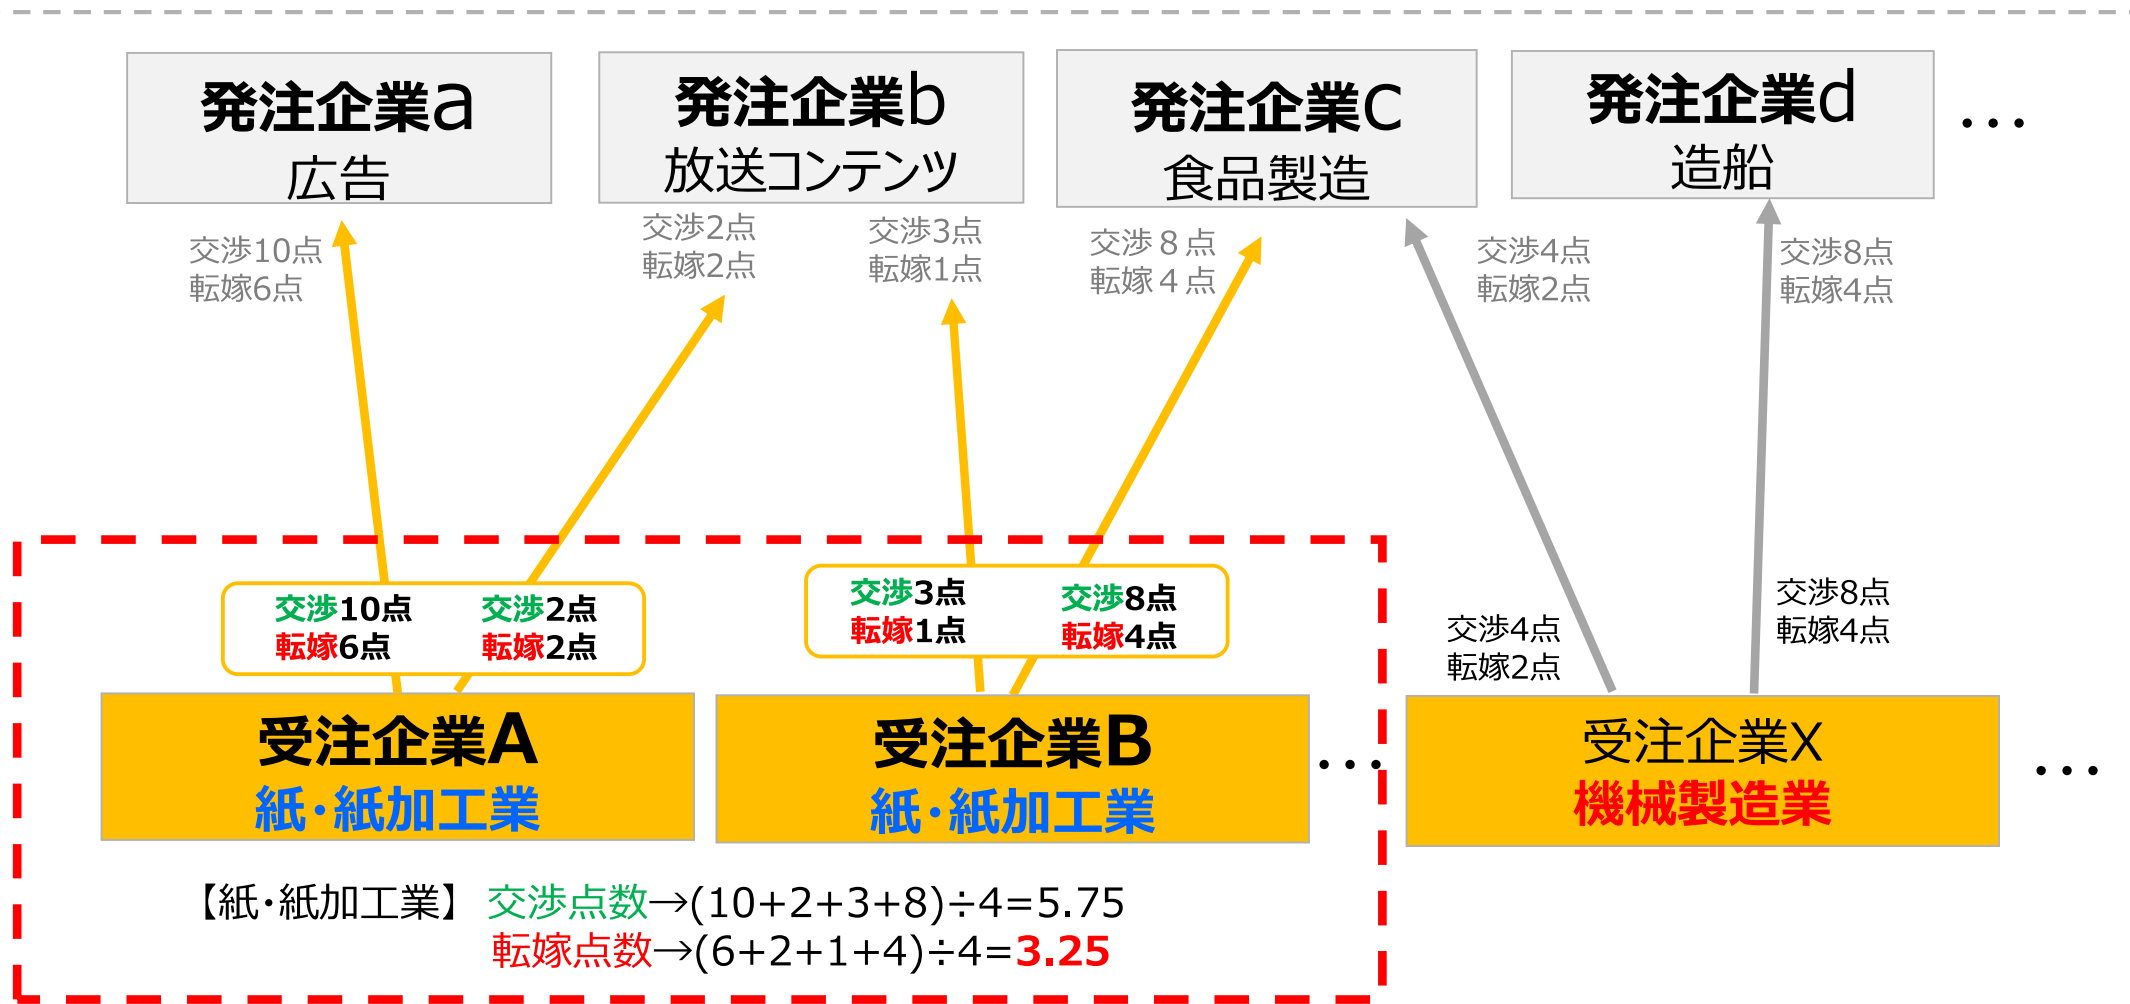 発注企業a
広告
発注企業b
放送コンテンツ
発注企業c
食品製造
発注企業d
造船
…
交渉10点
転嫁6点
交渉2点
転嫁2点
交渉3点
転嫁1点
交渉８点
転嫁４点
交渉4点
転嫁2点
交渉8点
転嫁4点
交渉10点
転嫁6点
交渉2点
転嫁2点
交渉3点
転嫁1点
交渉8点
転嫁4点
交渉4点
転嫁2点
交渉8点
転嫁4点
受注企業A
紙・紙加工業
受注企業B
紙・紙加工業
…
受注企業X
機械製造業
…
【紙・紙加工業】 交渉点数→(10+2+3+8)÷4=5.75
転嫁点数→(6+2+1+4)÷4=3.25